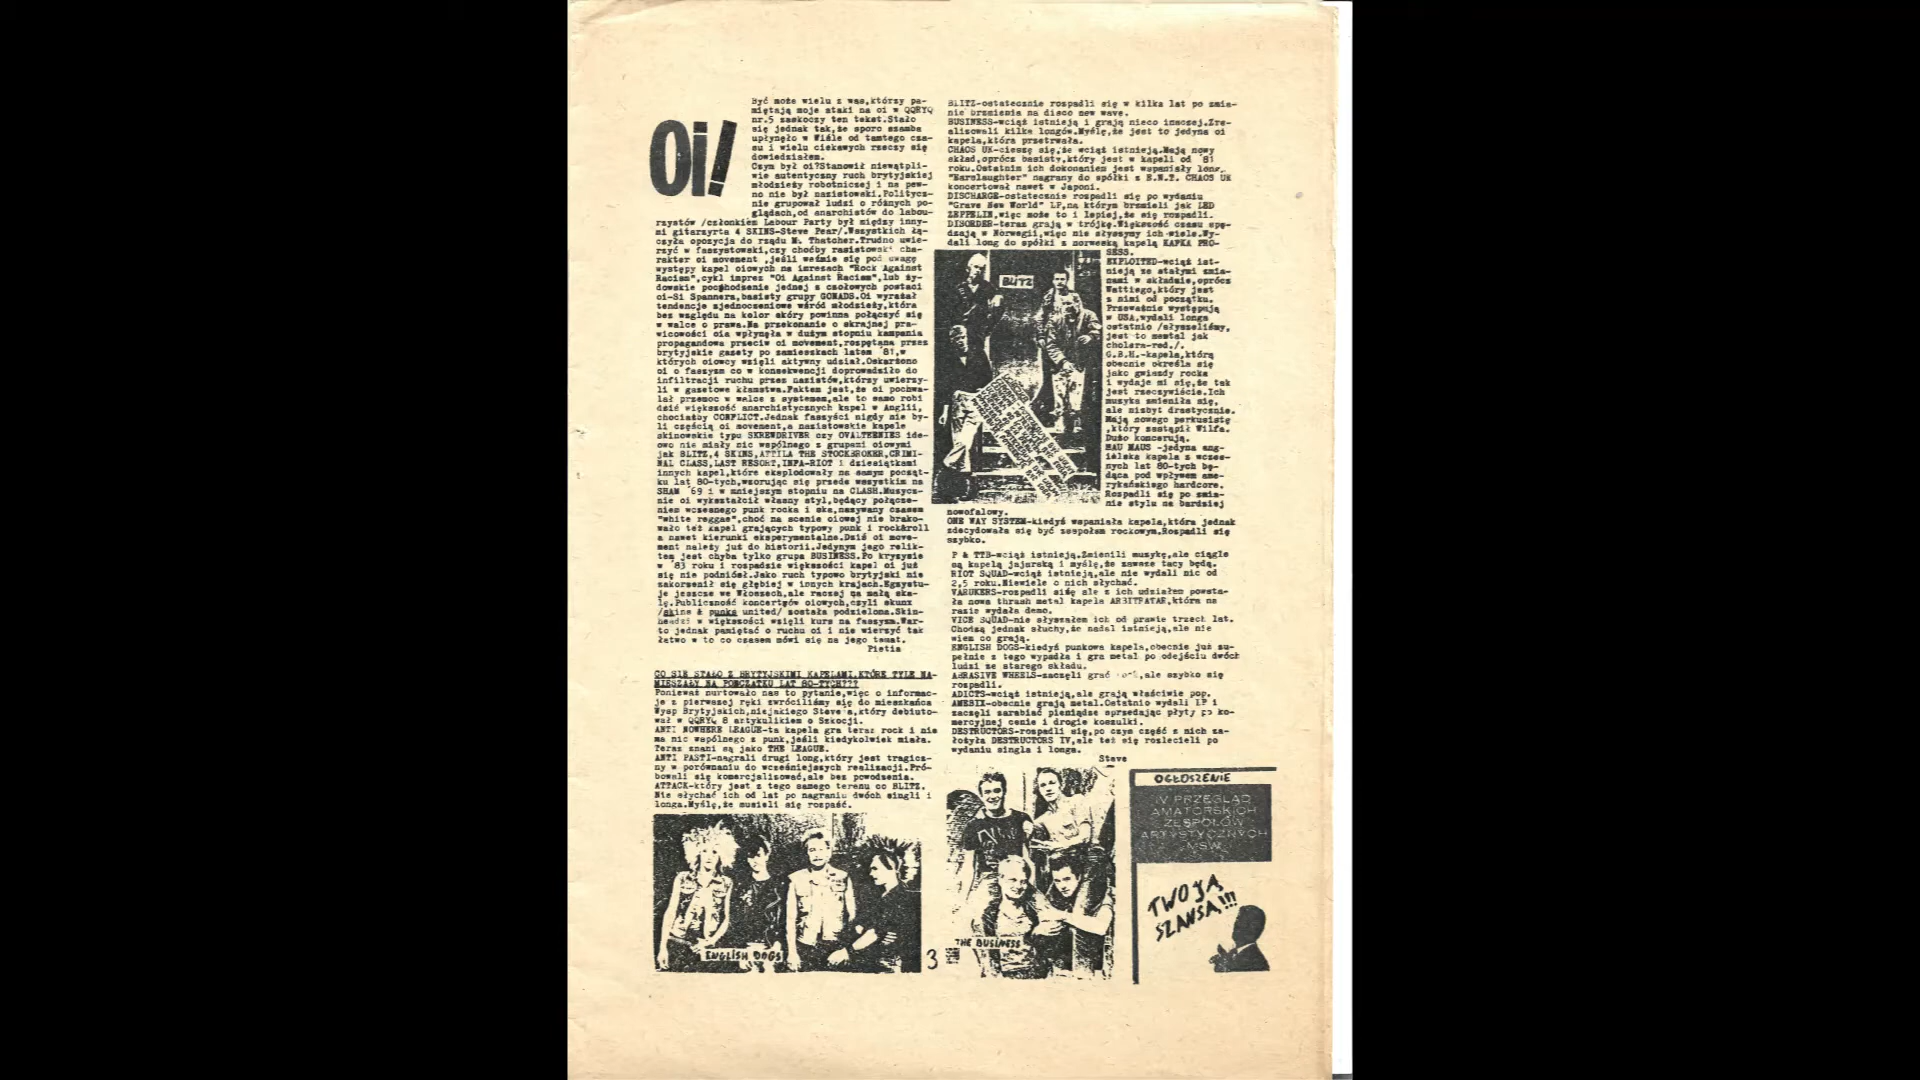 Oi!
Być może wielu z was,którzy pa-
miętają moje ataki na oi w QQRYQ
nr.5 zaskoczy ten tekst.Stało
się jednak tak,że sporo szamba
upłynęło w Wiśle od tamtego cza-
su i wielu ciekawych rzeczy się
dowiedziałem.
Czym był oi?Stanowił niewątpli-
wie autentyczny ruch brytyjskiej
młodzieży robotniczej i na pew-
no nie był nazistowski.Politycz-
nie grupował ludzi o różnych po-
glądach,od anarchistów do labou-
rzystów /członkiem Labour Party był między inny-
mi gitarzyrta 4 SKINS-Steve Pear/.Wszystkich łą-
czyła opozycja do rządu M. Thatcher.Trudno uwie-
rzyć w faszystowski,czy choćby rasistowski cha-
rakter oi movement ,jeśli weźmie się pod uwagę
występy kapel oiowych na imrezach "Rock Against
Racism",cykl imprez "Oi Against Racism",lub ży-
dowskie pochodzenie jednej z czołowych postaci
oi-Si Spannera,basisty grupy GONADS.Oi wyrażał
tendencje zjednoczeniowe wśród młodzieży,która
bez względu na kolor skóry powinna połączyć się
w walce o prawa.Na przekonanie o skrajnej pra-
wicowości oia wpłynęła w dużym stopniu kampania
propagandowa przeciw oi movement,rozpętana przez
brytyjskie gazety po zamieszkach latem '81,w
których oiowcy wzięli aktywny udział.Oskarżono
oi o faszyzm co w konsekwencji doprowadziło do
infiltracji ruchu przez nazistów,którzy uwierzy-
li w gazetowe kłamstwa.Faktem jest,że oi pochwa-
lał przemoc w walce z systemem,ale to samo robi
dziś większość anarchistycznych kapel w Anglii,
chociażby CONFLICT.Jednak faszyści nigdy nie by-
li częścią oi movement,a nazistowskie kapele
skinowskie typu SKREWDRIVER czy OVALTEENIES ide-
owo nie miały nic wspólnego z grupami oiowymi
jak BLITZ,4 SKINS,ATTILA THE STOCKBROKER,CRIMI-
NAL CLASS,LAST RESORT,INFA-RIOT i dziesiątkami
innych kapel,które eksplodowały na samym począt-
ku lat 80-tych,wzorując się przede wszystkim na
SHAM '69 i w mniejszym stopniu na CLASH.Muzycz-
nie oi wykształcił własny styl,będący połącze-
niem wczesnego punk rocka i ska,nazywany czasem
"white reggae",choć na scenie oiowej nie brako-
wało też kapel grających typowy punk i rock&roll
a nawet kierunki eksperymentalne.Dziś oi move-
ment należy już do historii.Jedynym jego relik-
tem jest chyba tylko grupa BUSINESS.Po kryzysie
w '83 roku i rozpadzie większości kapel oi już
się nie podniósł.Jako ruch typowo brytyjski nie
zakorzenił się głębiej w innych krajach.Egzystu-
je jeszcze we Włoszech,ale raczej na małą ska-
lę.Publiczność koncertów oiowych,czyli skunx
/skins & punks united/ została podzielona.Skin-
headzi w większości wzięli kurs na faszyzm.War-
to jednak pamiętać o ruchu oi i nie wierzyć tak
łatwo w to co czasem mówi się na jego temat.
Pietia
CO SIĘ STAŁO Z BRYTYJSKIMI KAPELAMI,KTÓRE TYLE NA-
MIESZAŁY NA PONCZATKU LAT 80-TYCH???
Ponieważ nurtowało nas to pytanie,więc o informac-
je z pierwszej ręki zwróciliśmy się do mieszkańca
Wysp Brytyjskich,niejakiego Steve'a,który debiuto-
wał w QQRYQ 8 artykulikiem o Szkocji.
ANTI NOWHERE LEAGUE-ta kapela gra teraz rock i nie
ma nic wspólnego z punk,jeśli kiedykolwiek miała.
Teraz znani są jako THE LEAGUE.
ANTI PASTI-nagrali drugi long,który jest tragicz-
ny w porównaniu do wcześniejszych realizacji.Pró-
bowali się komercjalizować,ale bez powodzenia.
ATTACK-który jest z tego samego terenu co BLITZ.
Nie słychać ich od lat po nagraniu dwóch singli i
longa.Myślę,że musieli się rozpaść.
ENGLISH DOGS
3
BLITZ-ostatecznie rozpadli się w kilka lat po zmia-
nie brzmienia na disco new wave.
BUSINESS-wciąż istnieją i grają nieco inaczej.Zre-
alizowali kilka longów.Myślę,że jest to jedyna oi
kapela,która przetrwała.
CHAOS UK-cieszę się,że wciąż istnieją.Mają nowy
skład,oprócz basisty,który jest w kapeli od '81
roku.Ostatnim ich dokonaniem jest wspaniały long
"Earslaughter" nagrany do spółki z E.N.T. CHAOS UK
koncertował nawet w Japoni.
DISCHARGE-ostatecznie rozpadli się po wydaniu
"Grave New World" LP,na którym brzmieli jak LED
ZEPPELIN,więc może to i lepiej,że się rozpadli.
DISORDER-teraz grają w trójkę.Większość czasu spę-
dzają w Norwegii,więc nie słyszymy ich wiele.Wy-
dali long do spółki z norweską kapelą KAFKA PRO-
SESS.
BLITZ
EXPLOITED-wciąż ist-
nieją ze stałymi zmia-
nami w składzie,oprócz
Wattiego,który jest
z nimi od początku.
Przeważnie występują
w USA,wydali longa
ostatnio /słyszeliśmy,
jest to mental jak
cholera-red./.
G.B.H.-kapela,którą
obecnie określa się
jako gwiazdy rocka
i wydaje mi się,że tak
jest rzeczywiście.Ich
muzyka zmieniła się,
ale nizbyt drastycznie.
Mają nowego perkusistę
,który zastąpił Wilfa.
Dużo koncerują.
HAU MAUS -jedyna ang-
ielska kapela z wczes-
nych lat 80-tych bę-
dąca pod wpływem ame-
rykańskiego hardcore.
Rozpadli się po zmia-
nie stylu na bardziej
nowofalowy.
ONE WAY SYSTEM-kiedyś wspaniała kapela,która jednak
zdecydowała się być zespołem rockowym.Rozpadli się
szybko.
P & TTB-wciąż istnieją.Zmienili muzykę,ale ciągle
są kapelą jajarską i myślę,że zawsze tacy będą.
RIOT SQUAD-wciąż istnieją,ale nie wydali nic od
2,5 roku.Niewiele o nich słychać.
VARUKERS-rozpadli się ale z ich udziałem powsta-
ła nowa thrash metal kapela ARBITRATAR,która na
razie wydała demo.
VICE SQUAD-nie słyszałem ich od prawie trzech lat.
Chodzą jednak słuchy,że nadal istnieją,ale nie
wiem co grają.
ENGLISH DOGS-kiedyś punkowa kapela,obecnie już zu-
pełnie z tego wypadła i gra metal po odejściu dwóch
ludzi ze starego składu.
ABRASIVE WHEELS-zaczęli grać rock,ale szybko się
rozpadli.
ADICTS-wciąż istnieją,ale grają właściwie pop.
AMEBIX-obecnie grają metal.Ostatnio wydali LP i
zaczęli zarabiać pieniądze sprzedając płyty po ko-
mercyjnej cenie i drogie koszulki.
DESTRUCTORS-rozpadli się,po czym część z nich za-
łożyła DESTRUCTORS IV,ale też się rozlecieli po
wydaniu singla i longa.
Steve
THE BUSINESS
OGŁOSZENIE
IV PRZEGLĄD
AMATORSKICH
ZESPOŁÓW
ARTYSTYCZNYCH
MSW
TWOJA
SZANSA!!!